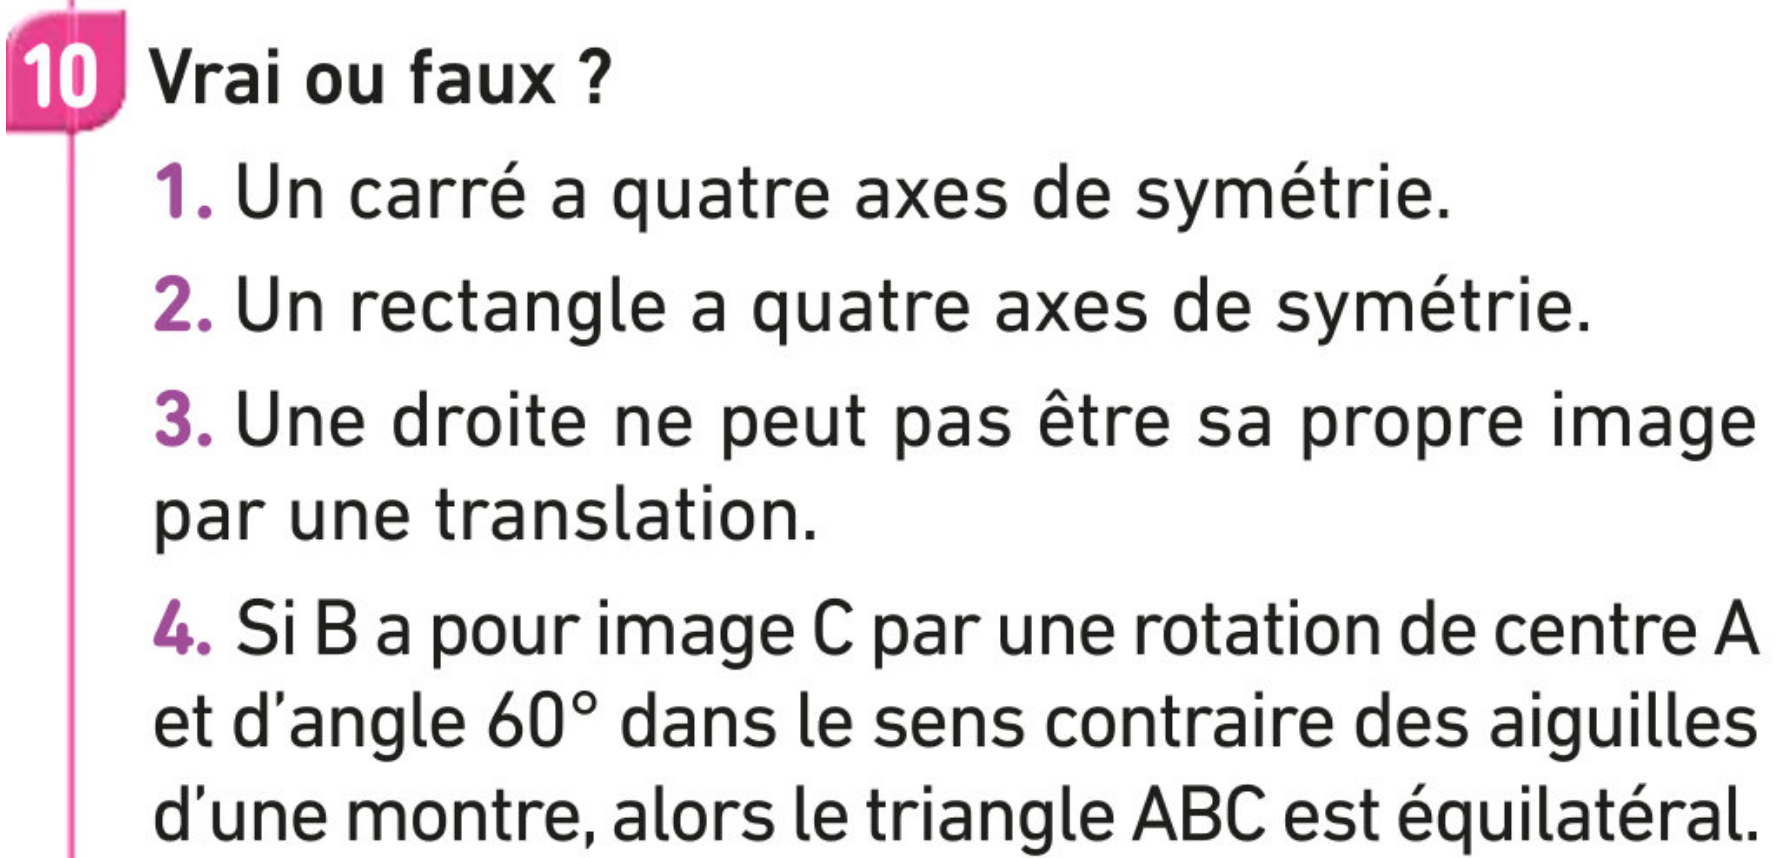 10 Vrai ou faux ?
1. Un carré a quatre axes de symétrie.
2. Un rectangle a quatre axes de symétrie.
3. Une droite ne peut pas être sa propre image
par une translation.
4. Si B a pour image C par une rotation de centre A
et d’angle 60° dans le sens contraire des aiguilles
d’une montre, alors le triangle ABC est équilatéral.